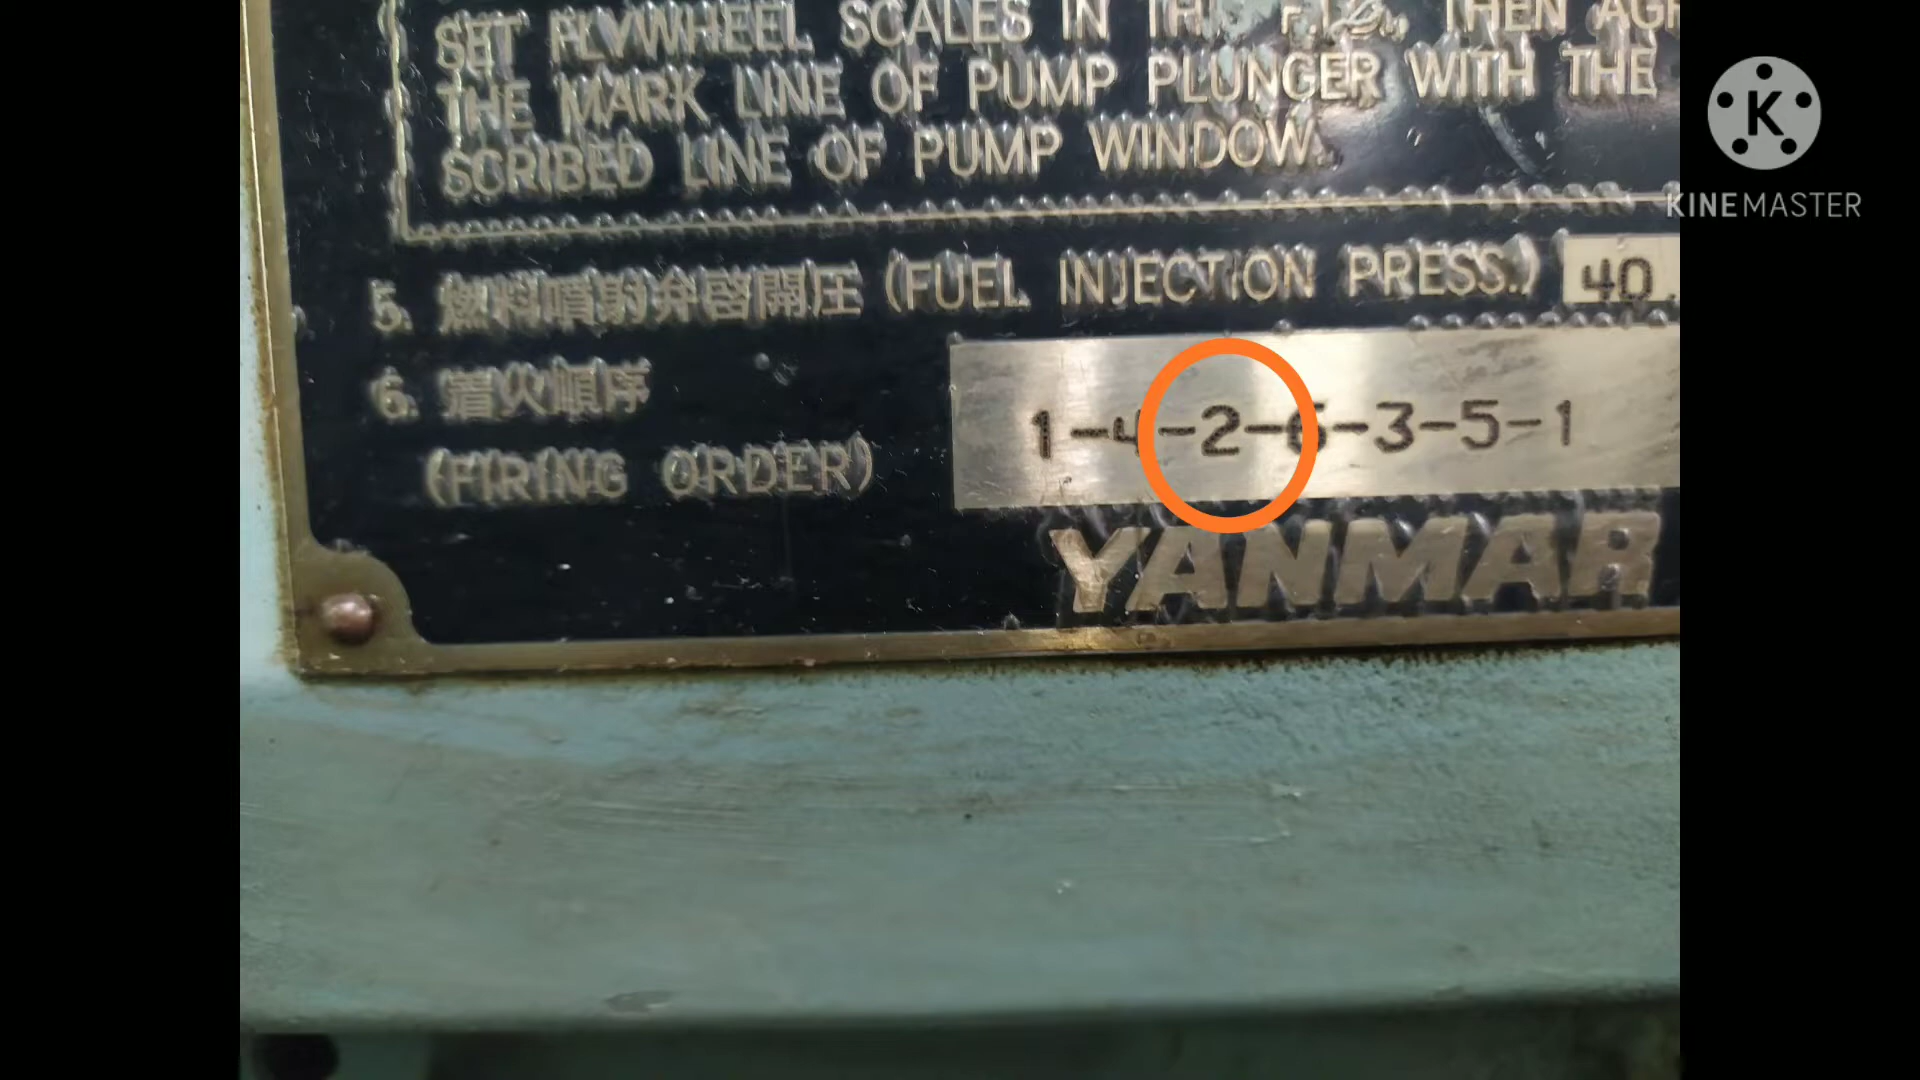 SET FLYWHEEL SCALES IN THIS F.I.D., THEN
THE MARK LINE OF PUMP PLUNGER WITH THE
SCRIBED LINE OF PUMP WINDOW.
5. 燃料噴射弁啓開圧 (FUEL INJECTION PRESS.) 40.
6. 着火順序
(FIRING ORDER)
1-4-2-6-3-5-1
YANMAR
K
KINEMASTER